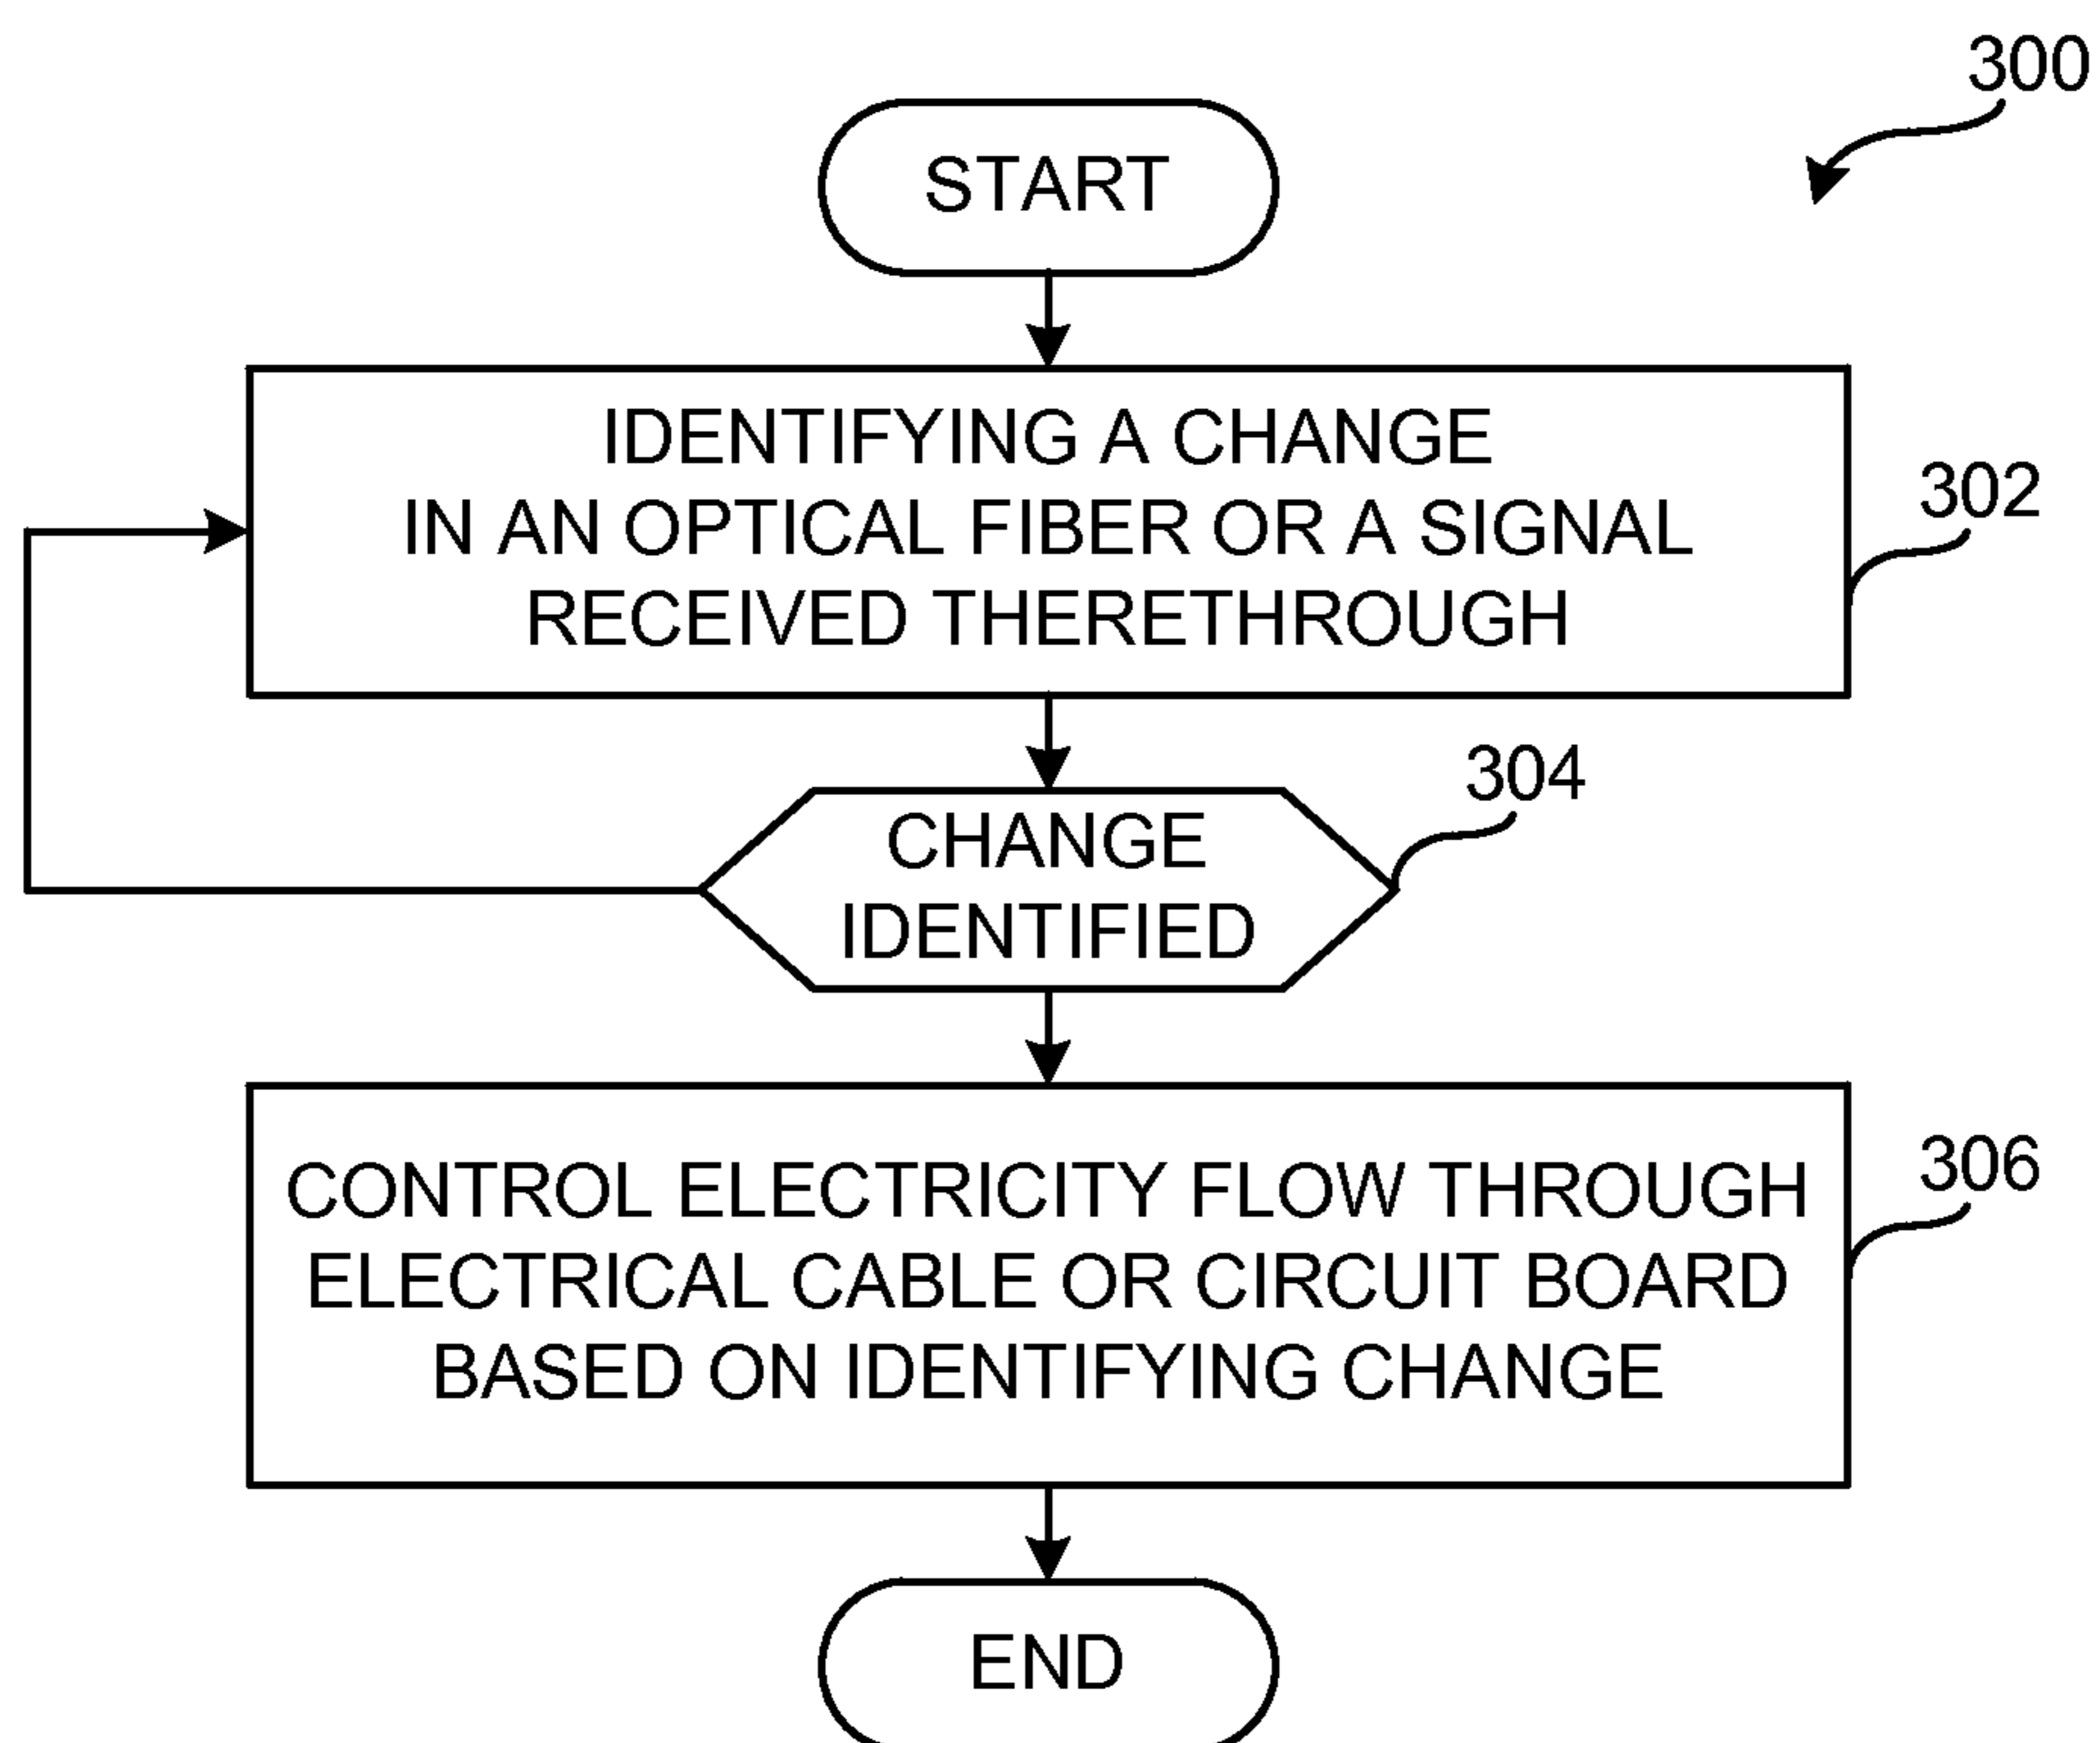 300
START
IDENTIFYING A CHANGE
IN AN OPTICAL FIBER OR A SIGNAL
RECEIVED THERETHROUGH
302
CHANGE
IDENTIFIED
304
CONTROL ELECTRICITY FLOW THROUGH
ELECTRICAL CABLE OR CIRCUIT BOARD
BASED ON IDENTIFYING CHANGE
306
END